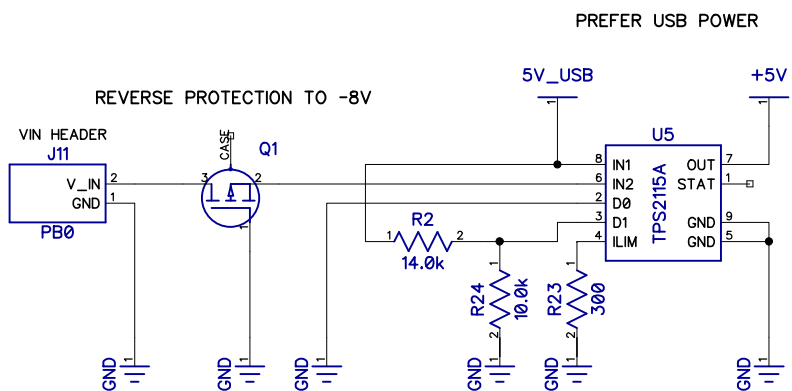 PREFER USB POWER
5V_USB
+5V
REVERSE PROTECTION TO -8V
VIN HEADER
J11
CASE
Q1
U5
V_IN 2
GND 1
PB0
3
2
1
8 IN1
6 IN2
2 D0
3 D1
4 ILIM
TPS2115A
OUT 7
STAT 1
GND 9
GND 5
1
1
R2
1
2
14.0k
1
R24
10.0k
2
1
R23
300
2
GND 1
GND 1
GND 1
GND 1
GND 1
GND 1